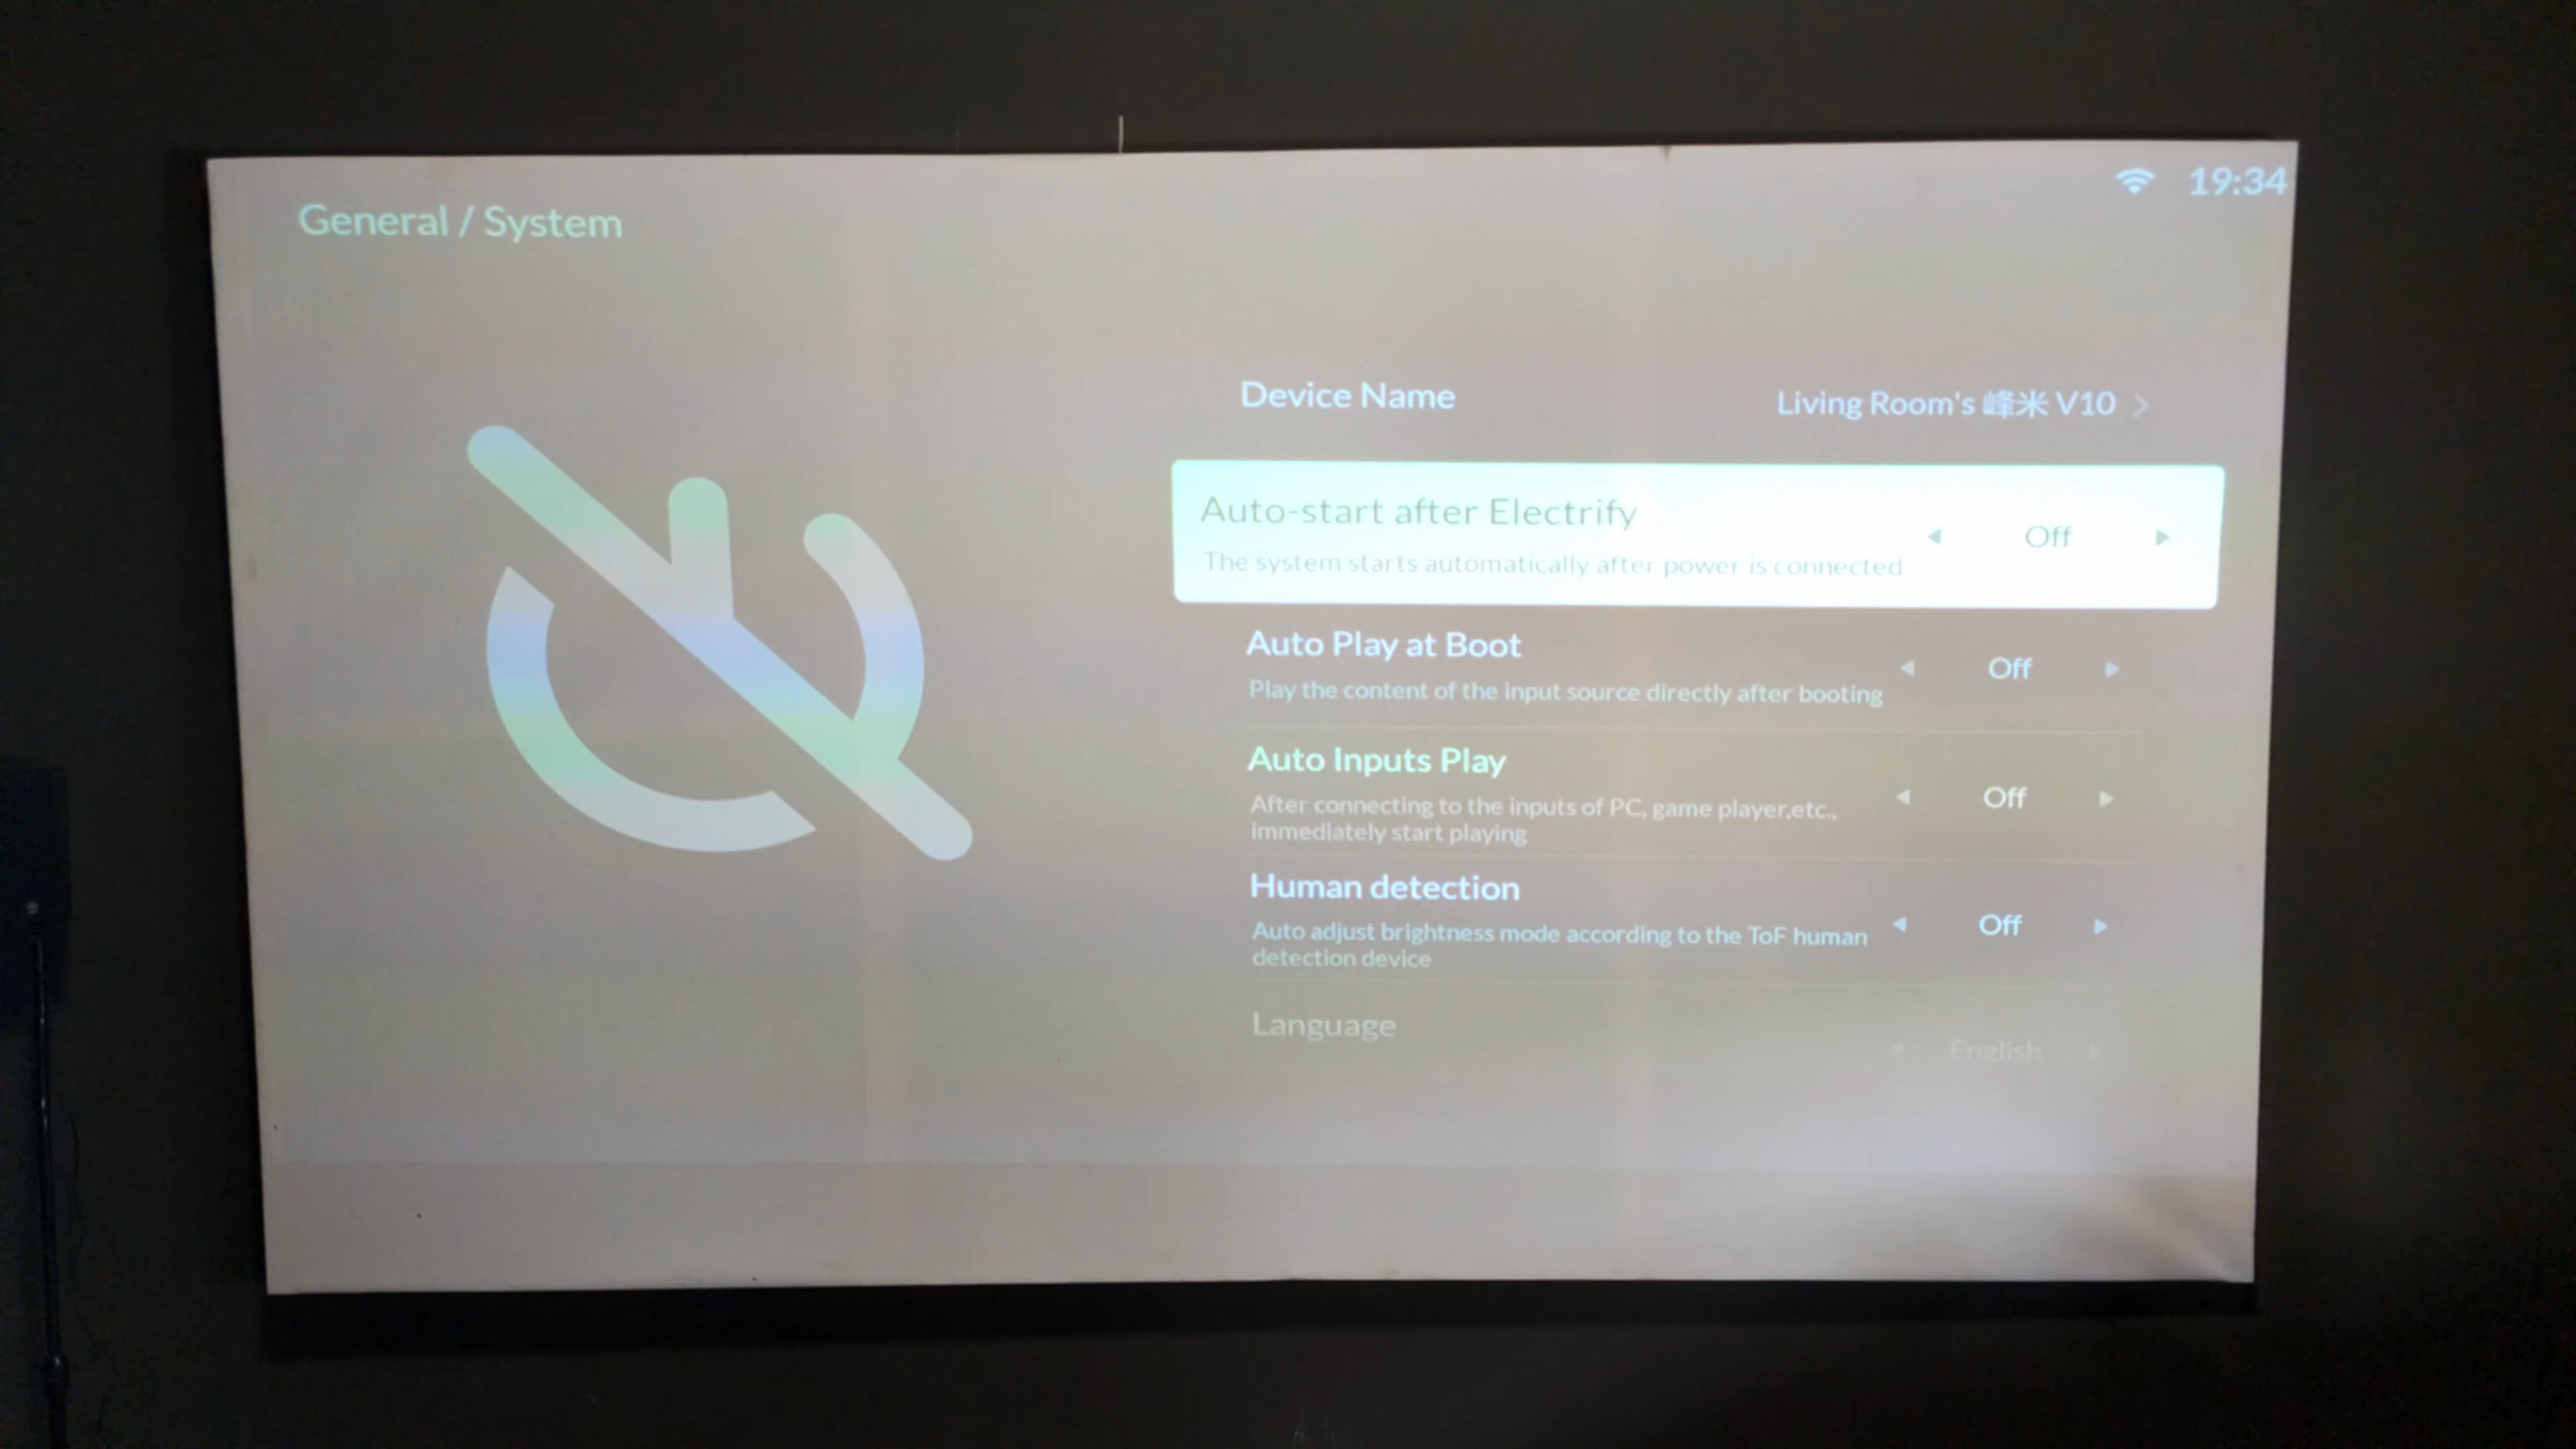 19:34
General / System
Device Name
Living Room's 峰米 V10
Auto-start after Electrify
The system starts automatically after power is connected
Off
Auto Play at Boot
Play the content of the input source directly after booting
Off
Auto Inputs Play
After connecting to the inputs of PC, game player,etc.,
immediately start playing
Off
Human detection
Auto adjust brightness mode according to the ToF human
detection device
Off
Language
English